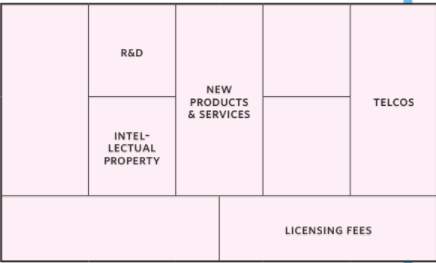 R&D
INTEL-
LECTUAL
PROPERTY
NEW
PRODUCTS
& SERVICES
TELCOS
LICENSING FEES